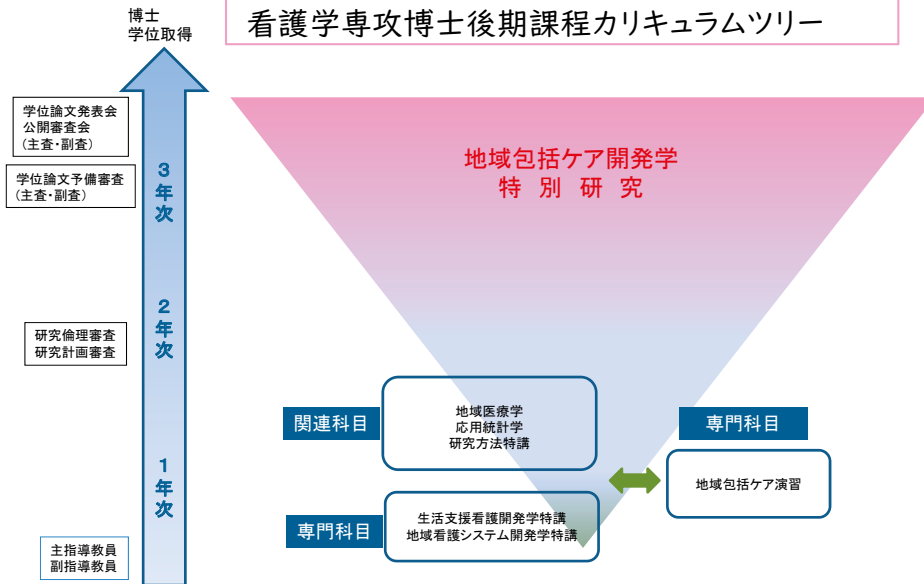 博士
学位取得
看護学専攻博士後期課程カリキュラムツリー
学位論文発表会
公開審査会
(主査・副査)
学位論文予備審査
(主査・副査)
3年次
地域包括ケア開発学
特別研究
2年次
研究倫理審査
研究計画審査
関連科目
地域医療学
応用統計学
研究方法特講
専門科目
地域包括ケア演習
1年次
専門科目
生活支援看護開発学特講
地域看護システム開発学特講
主指導教員
副指導教員